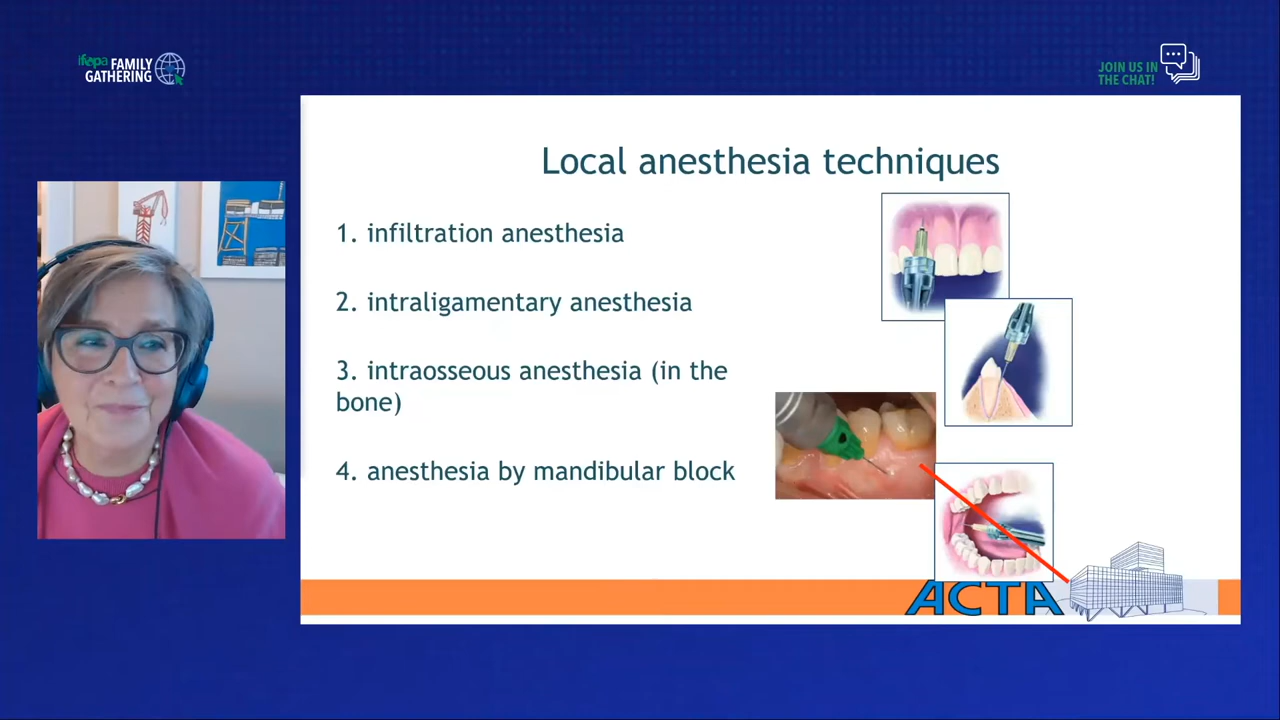 ifopa FAMILY
GATHERING
JOIN US IN
THE CHAT!
Local anesthesia techniques
1. infiltration anesthesia
2. intraligamentary anesthesia
3. intraosseous anesthesia (in the
bone)
4. anesthesia by mandibular block
ACTA